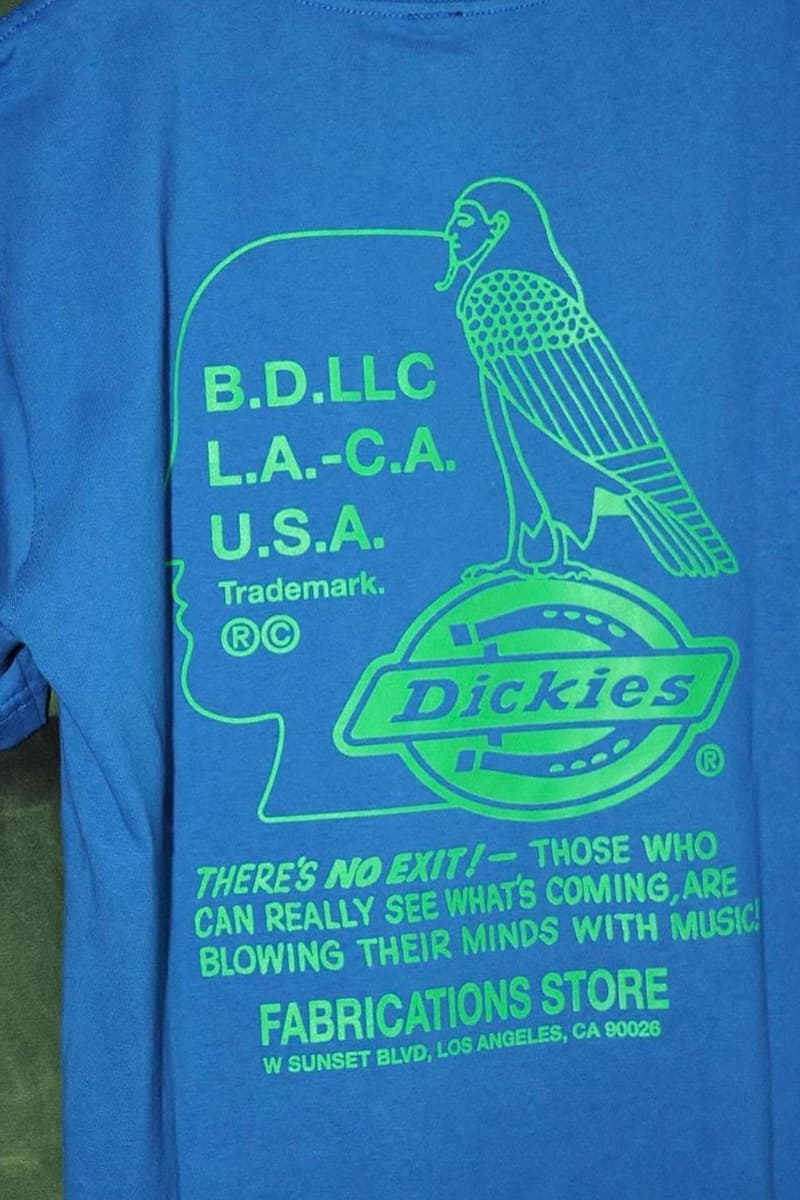 B.D.LLC
L.A.-C.A.
U.S.A.
Trademark.
®©
Dickies
®
THERE'S NO EXIT!— THOSE WHO
CAN REALLY SEE WHAT'S COMING, ARE
BLOWING THEIR MINDS WITH MUSIC!
FABRICATIONS STORE
W SUNSET BLVD, LOS ANGELES, CA 90026